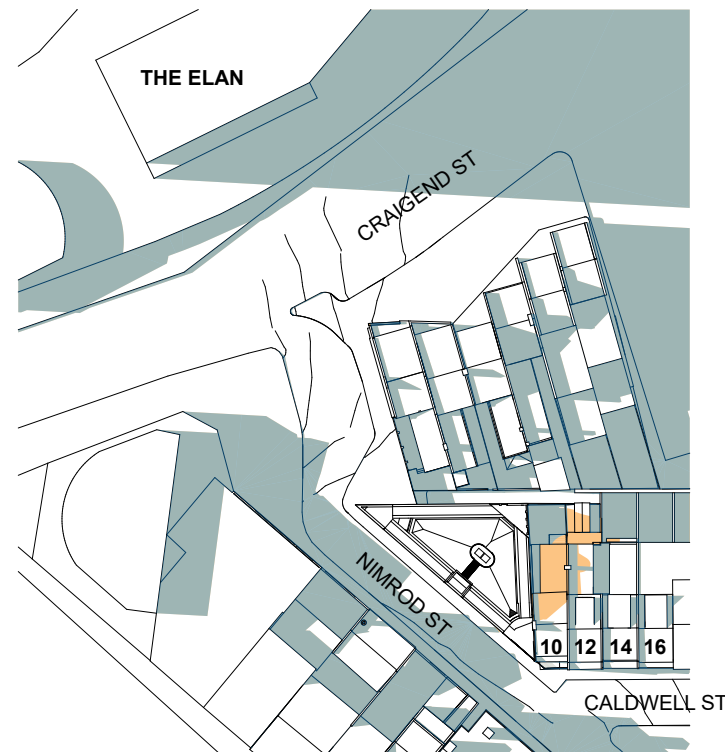 THE ELAN
CRAIGEND ST
NIMROD ST
10 12 14 16
CALDWELL ST